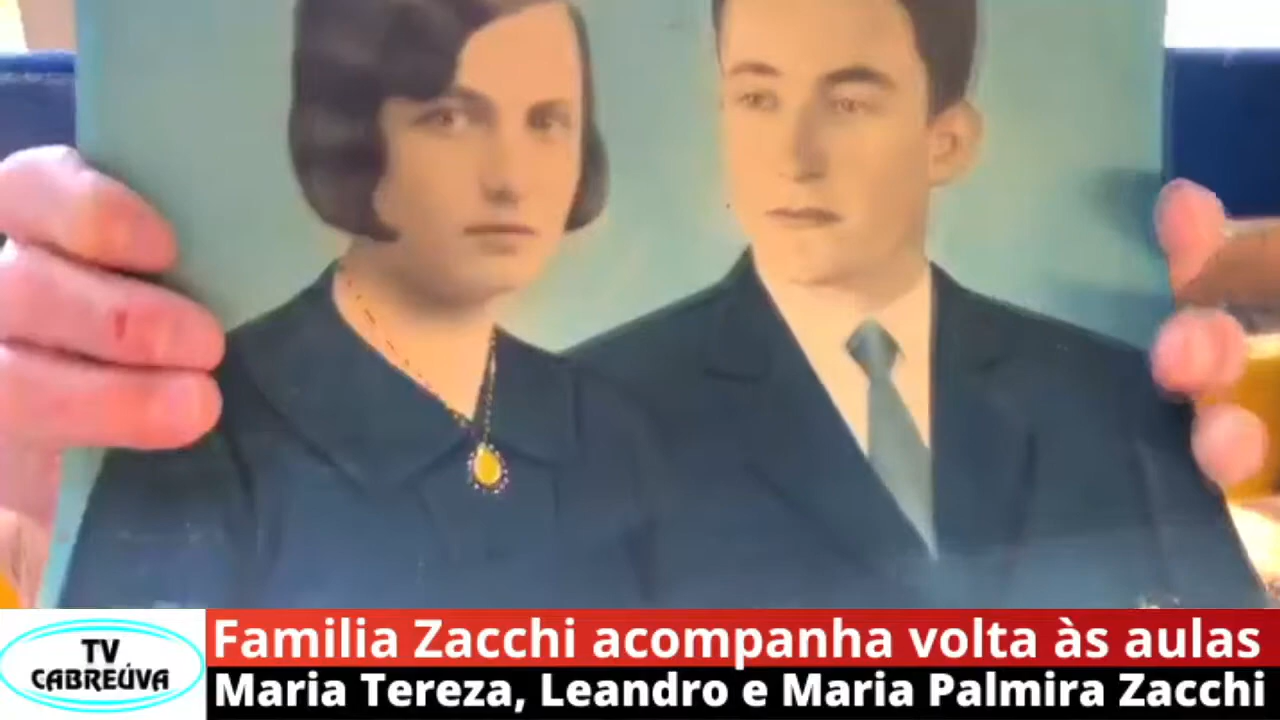 Familia Zacchi acompanha volta às aulas
TV
CABREÚVA
Maria Tereza, Leandro e Maria Palmira Zacchi